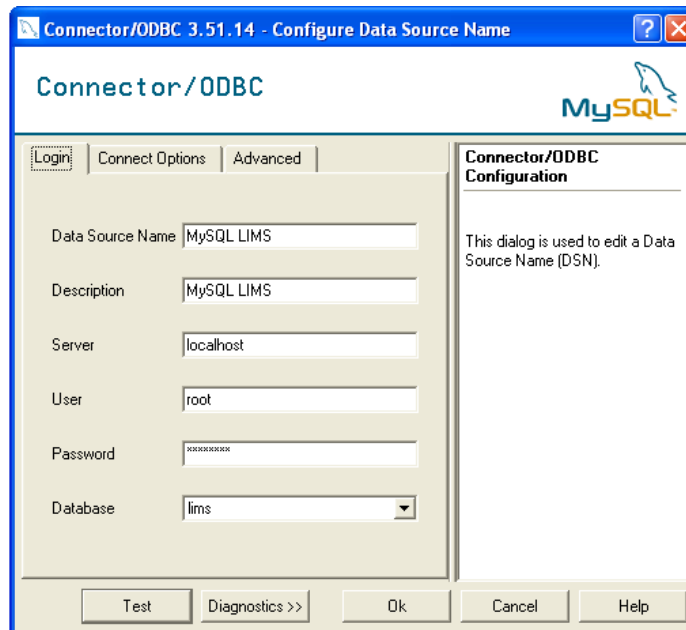 Connector/ODBC 3.51.14 - Configure Data Source Name
Connector/ODBC
MySQL
Login Connect Options Advanced
Data Source Name MySQL LIMS
Description MySQL LIMS
Server localhost
User root
Password ********
Database lims
Connector/ODBC
Configuration
This dialog is used to edit a Data
Source Name (DSN).
Test Diagnostics >> Ok Cancel Help